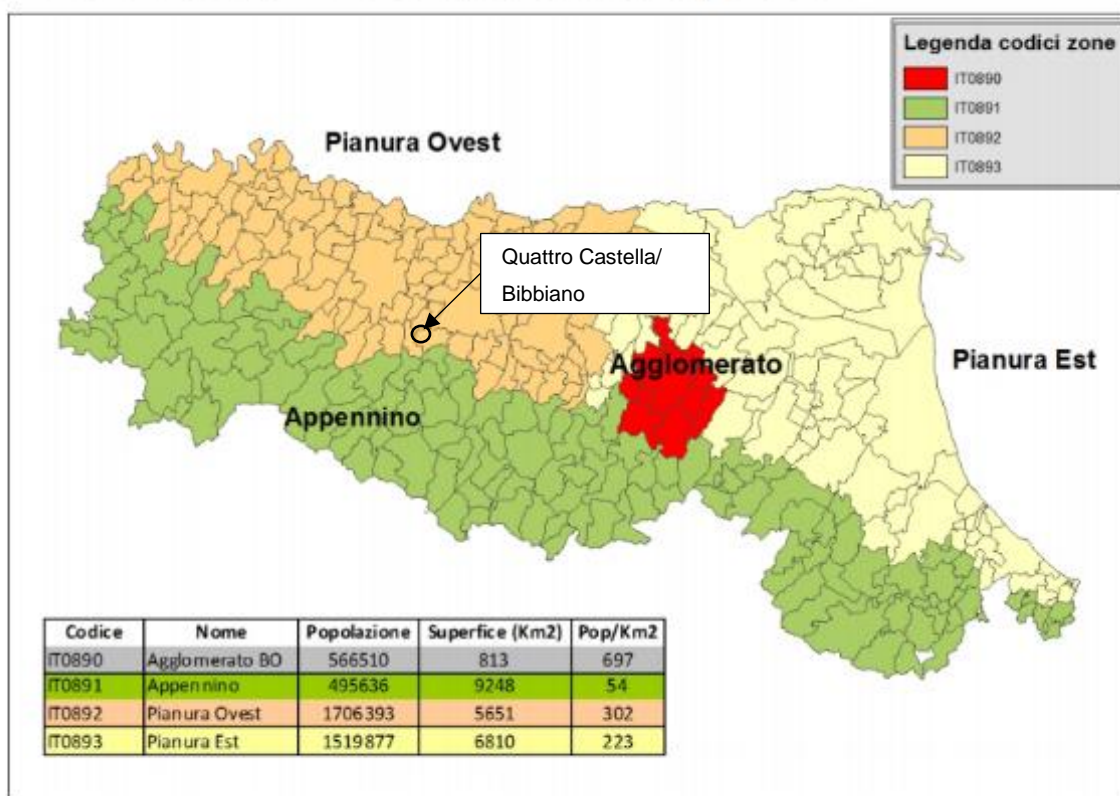 Legenda codici zone
IT0890
IT0891
IT0892
IT0893
Pianura Ovest
Quattro Castella/
Bibbiano
Agglomerato
Pianura Est
Appennino
Codice Nome Popolazione Superfice (Km2) Pop/Km2
IT0890 Agglomerato BO 566510 813 697
IT0891 Appennino 495636 9248 54
IT0892 Pianura Ovest 1706393 5651 302
IT0893 Pianura Est 1519877 6810 223